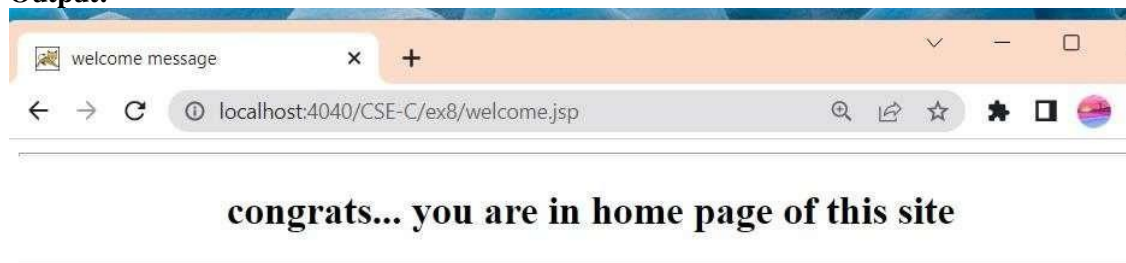 Output:
welcome message
localhost:4040/CSE-C/ex8/welcome.jsp
congrats... you are in home page of this site